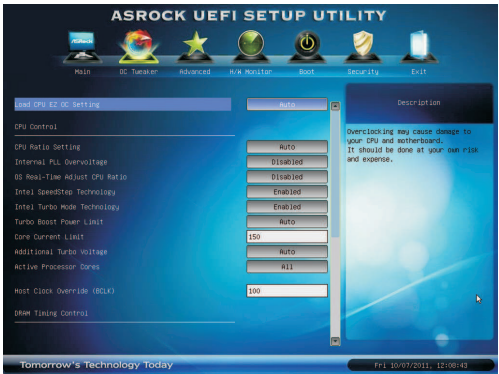 ASROCK UEFI SETUP UTILITY
ASRock
Main
OC Tweaker
Advanced
H/W Monitor
Boot
Security
Exit
Load CPU EZ OC Setting Auto
CPU Control
CPU Ratio Setting Auto
Internal PLL Overvoltage Disabled
OS Real-Time Adjust CPU Ratio Disabled
Intel SpeedStep Technology Enabled
Intel Turbo Mode Technology Enabled
Turbo Boost Power Limit Auto
Core Current Limit 150
Additional Turbo Voltage Auto
Active Processor Cores All
Host Clock Override (BCLK) 100
DRAM Timing Control
Description
Overclocking may cause damage to
your CPU and motherboard.
It should be done at your own risk
and expense.
Tomorrow's Technology Today
Fri 10/07/2011, 12:08:43